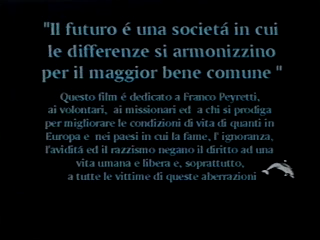 "Il futuro é una societá in cui
le differenze si armonizzino
per il maggior bene comune "
Questo film é dedicato a Franco Peyretti,
ai volontari, ai missionari ed a chi si prodiga
per migliorare le condizioni di vita di quanti in
Europa e nei paesi in cui la fame, l' ignoranza,
l'aviditá ed il razzismo negano il diritto ad una
vita umana e libera e, soprattutto,
a tutte le vittime di queste aberrazioni